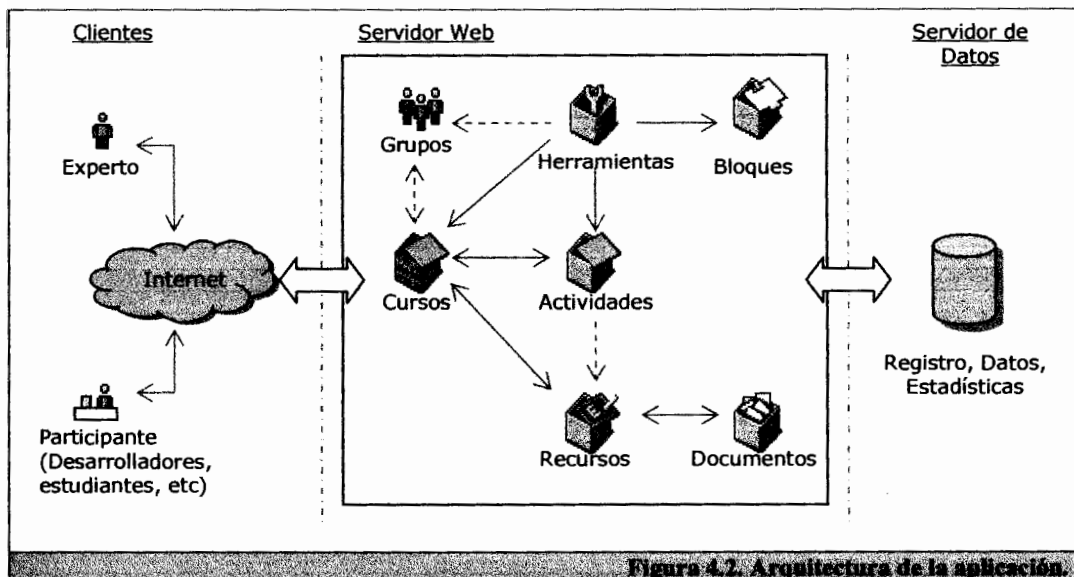 Clientes
Servidor Web
Servidor de
Datos
Experto
Grupos
Herramientas
Bloques
Internet
Cursos
Actividades
Registro, Datos,
Estadísticas
Participante
(Desarrolladores,
estudiantes, etc)
Recursos
Documentos
Figura 4.2. Arquitectura de la aplicación.